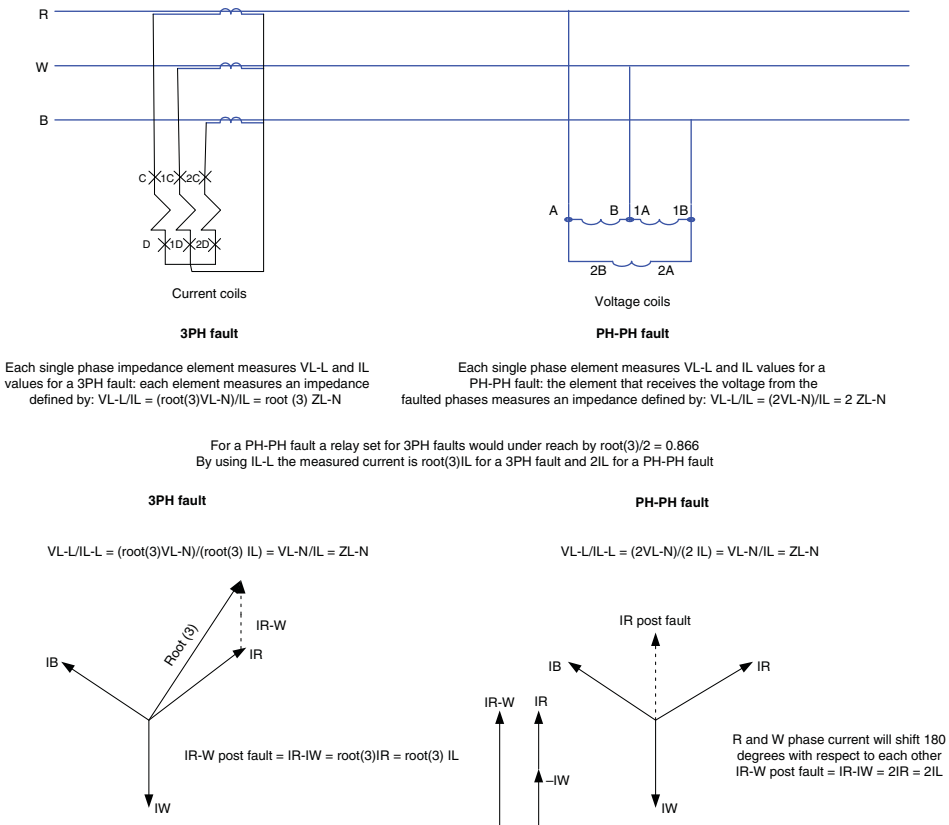 R
W
B
C 1C 2C
D 1D 2D
Current coils
A B 1A 1B
2B 2A
Voltage coils
3PH fault
Each single phase impedance element measures VL-L and IL
values for a 3PH fault: each element measures an impedance
defined by: VL-L/IL = (root(3)VL-N)/IL = root (3) ZL-N
PH-PH fault
Each single phase element measures VL-L and IL values for a
PH-PH fault: the element that receives the voltage from the
faulted phases measures an impedance defined by: VL-L/IL = (2VL-N)/IL = 2 ZL-N
For a PH-PH fault a relay set for 3PH faults would under reach by root(3)/2 = 0.866
By using IL-L the measured current is root(3)IL for a 3PH fault and 2IL for a PH-PH fault
3PH fault
VL-L/IL-L = (root(3)VL-N)/(root(3) IL) = VL-N/IL = ZL-N
Root (3)
IR-W
IR
IB
IW
IR-W post fault = IR-IW = root(3)IR = root(3) IL
PH-PH fault
VL-L/IL-L = (2VL-N)/(2 IL) = VL-N/IL = ZL-N
IR post fault
IB
IR
IR-W
IR
–IW
IW
R and W phase current will shift 180
degrees with respect to each other
IR-W post fault = IR-IW = 2IR = 2IL